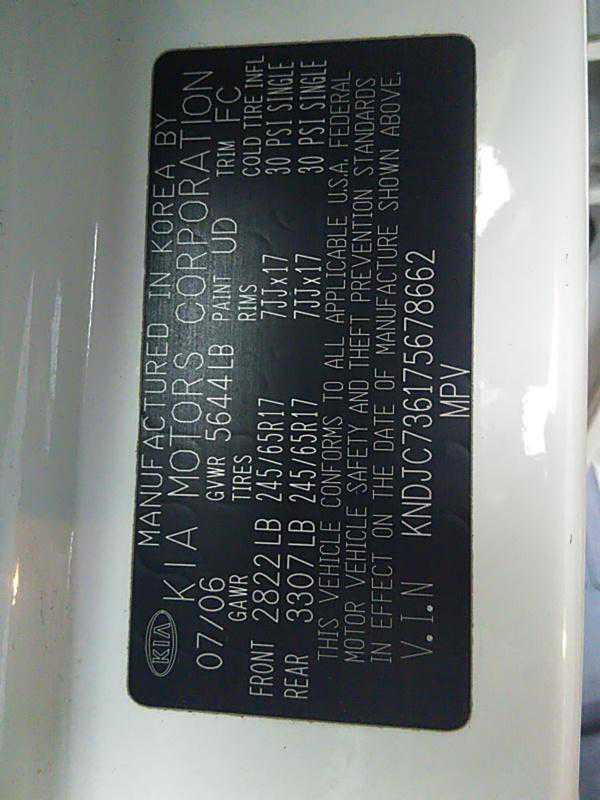 KIA
MANUFACTURED IN KOREA BY
KIA MOTORS CORPORATION
07/06 GVWR 5644LB PAINT UD TRIM FC
GAWR TIRES RIMS COLD TIRE INFL
FRONT 2822 LB 245/65R17 7JJx17 30 PSI SINGLE
REAR 3307LB 245/65R17 7JJx17 30 PSI SINGLE
THIS VEHICLE CONFORMS TO ALL APPLICABLE U.S.A. FEDERAL
MOTOR VEHICLE SAFETY AND THEFT PREVENTION STANDARDS
IN EFFECT ON THE DATE OF MANUFACTURE SHOWN ABOVE.
V.I.N KNDJC736175678662
MPV